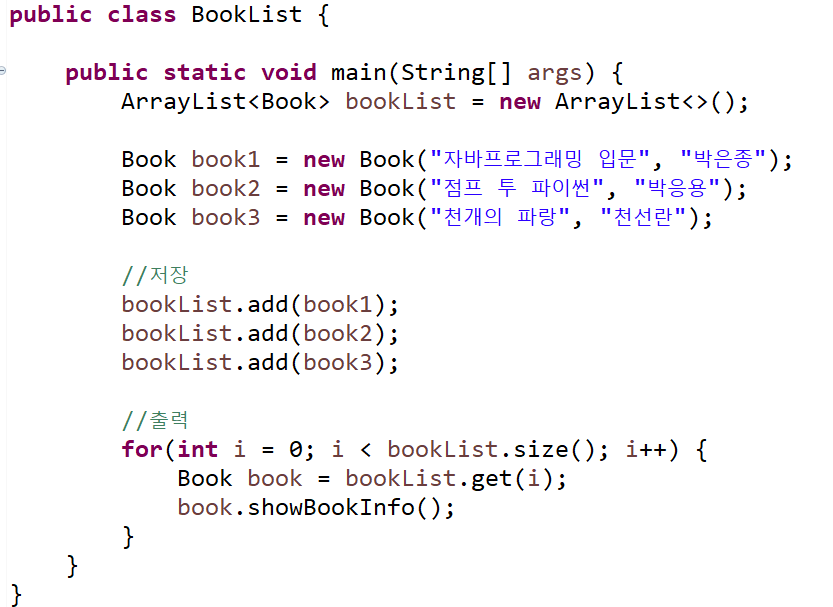 public class BookList {
public static void main(String[] args) {
ArrayList<Book> bookList = new ArrayList<>();
Book book1 = new Book("자바프로그래밍 입문", "박은종");
Book book2 = new Book("점프 투 파이썬", "박응용");
Book book3 = new Book("천개의 파랑", "천선란");
//저장
bookList.add(book1);
bookList.add(book2);
bookList.add(book3);
//출력
for(int i = 0; i < bookList.size(); i++) {
Book book = bookList.get(i);
book.showBookInfo();
}
}
}